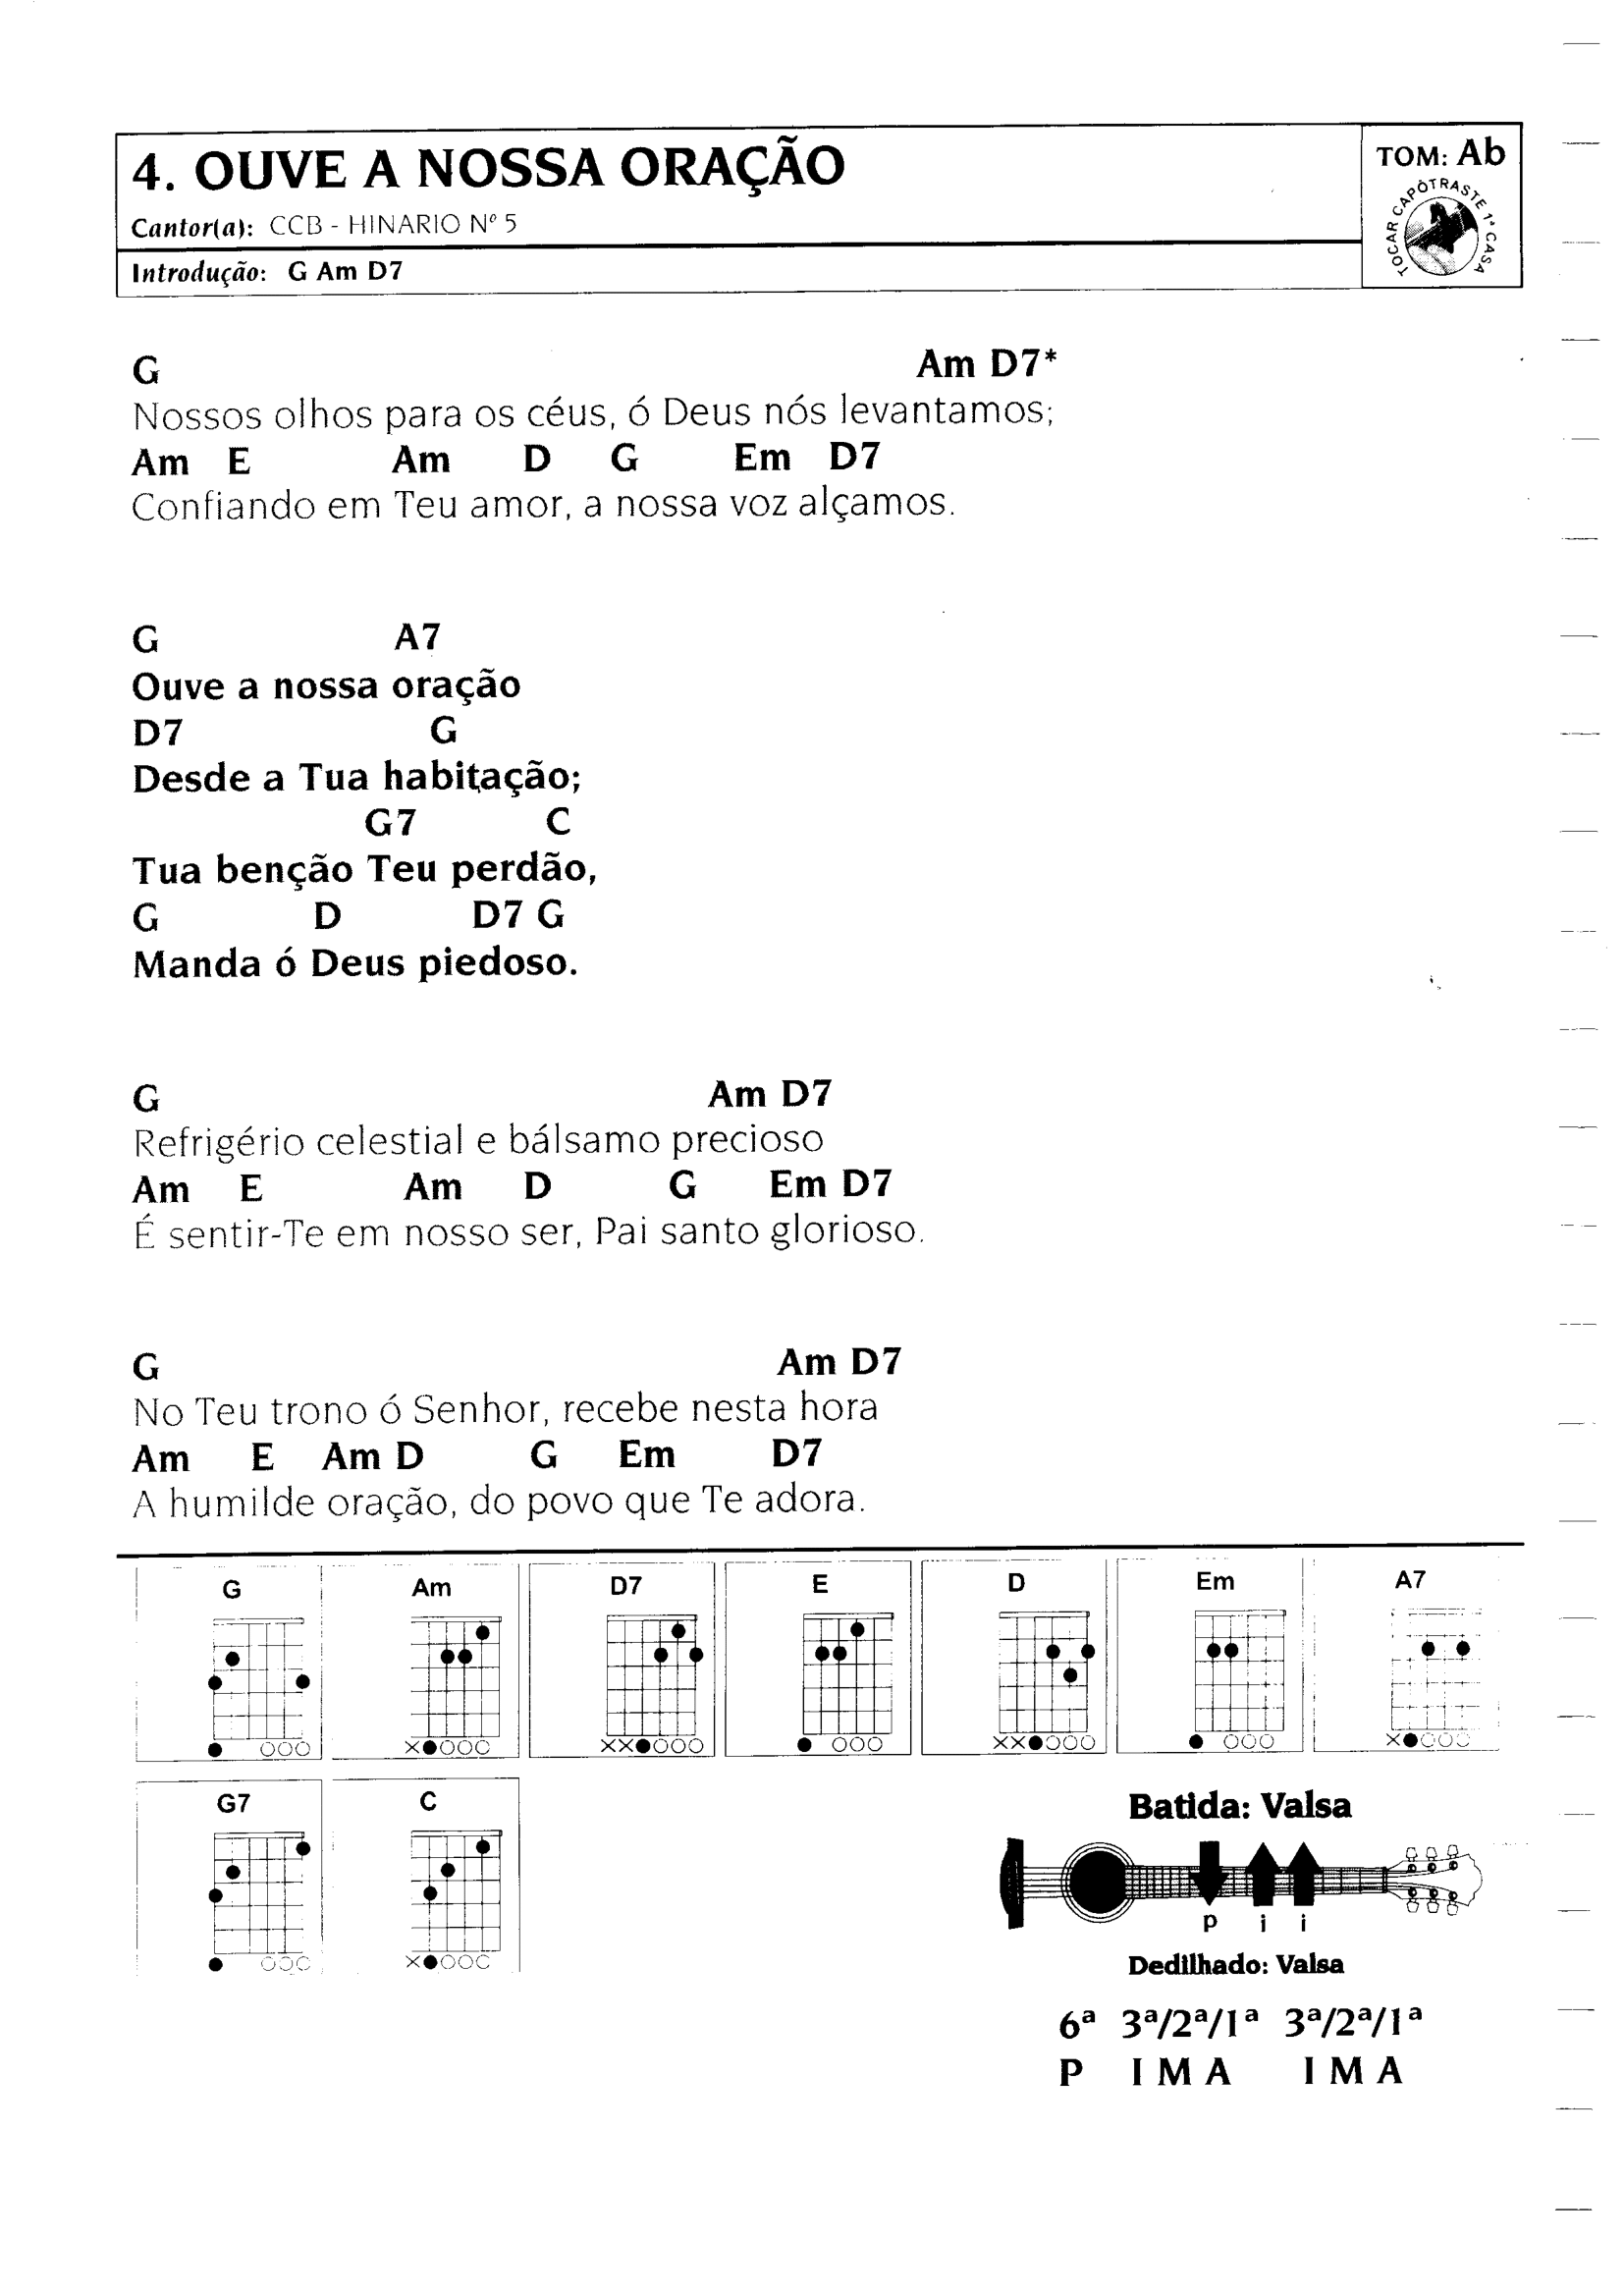 4. OUVE A NOSSA ORAÇÃO
Cantor(a): CCB - HINARIO Nº 5
Introdução: G Am D7
TOM: Ab
TOCAR CAPÔTRASTE 1ª CASA
G Am D7*
Nossos olhos para os céus, ó Deus nós levantamos;
Am E Am D G Em D7
Confiando em Teu amor, a nossa voz alçamos.
G A7
Ouve a nossa oração
D7 G
Desde a Tua habitação;
G7 C
Tua benção Teu perdão,
G D D7 G
Manda ó Deus piedoso.
G Am D7
Refrigério celestial e bálsamo precioso
Am E Am D G Em D7
É sentir-Te em nosso ser, Pai santo glorioso.
G Am D7
No Teu trono ó Senhor, recebe nesta hora
Am E Am D G Em D7
A humilde oração, do povo que Te adora.
G Am D7 E D Em A7
G7 C
Batida: Valsa
p i i
Dedilhado: Valsa
6ª 3ª/2ª/1ª 3ª/2ª/1ª
P I M A I M A